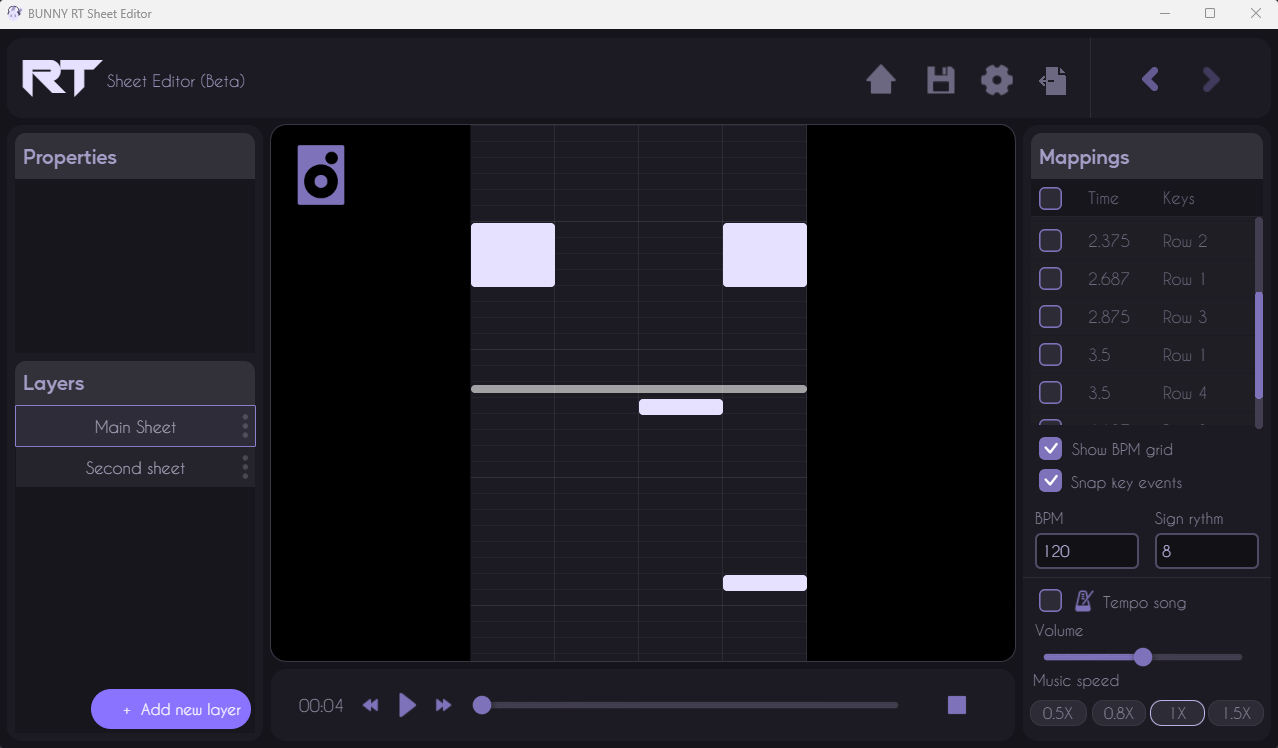 BUNNY RT Sheet Editor
RT Sheet Editor (Beta)
Properties
Layers
Main Sheet
Second sheet
+ Add new layer
00:04
Mappings
Time Keys
2.375 Row 2
2.687 Row 1
2.875 Row 3
3.5 Row 1
3.5 Row 4
Show BPM grid
Snap key events
BPM Sign rythm
120 8
Tempo song
Volume
Music speed
0.5X 0.8X 1X 1.5X